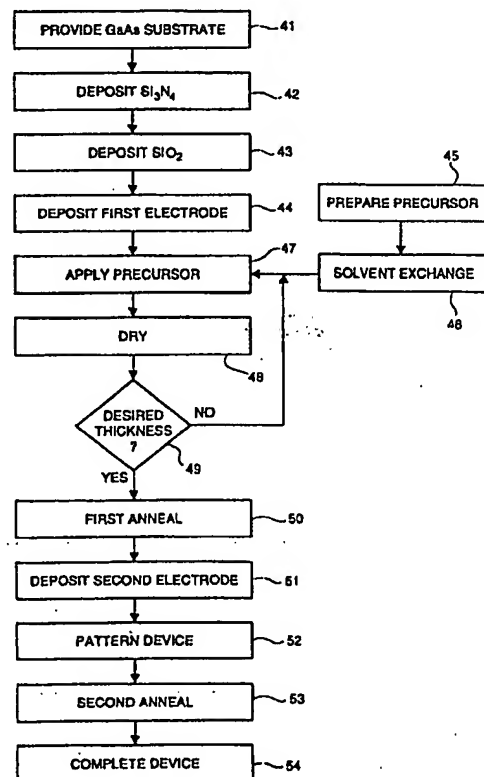 PROVIDE GaAs SUBSTRATE
41
DEPOSIT SI3N4
42
DEPOSIT SIO2
43
DEPOSIT FIRST ELECTRODE
44
45
PREPARE PRECURSOR
47
APPLY PRECURSOR
SOLVENT EXCHANGE
46
DRY
48
DESIRED
THICKNESS
?
NO
49
YES
FIRST ANNEAL
50
DEPOSIT SECOND ELECTRODE
51
PATTERN DEVICE
52
SECOND ANNEAL
53
COMPLETE DEVICE
54